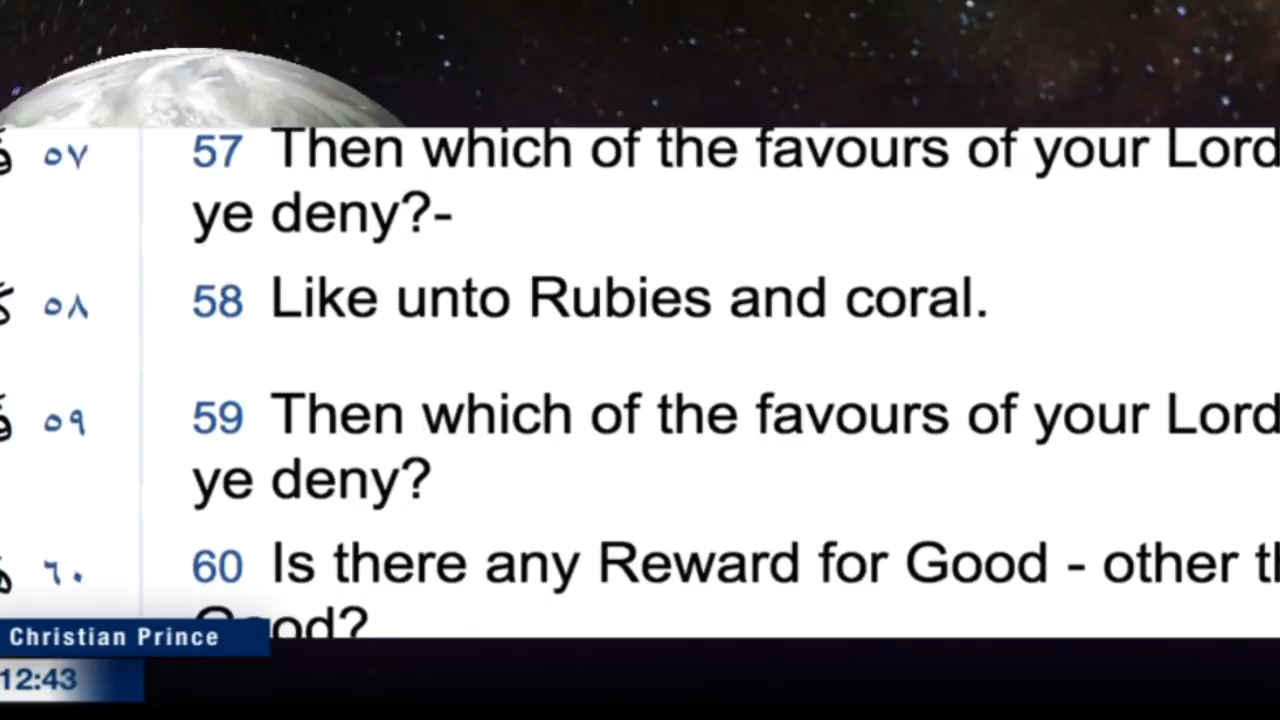 ٥٧ 57 Then which of the favours of your Lord
ye deny?-
٥٨ 58 Like unto Rubies and coral.
٥٩ 59 Then which of the favours of your Lord
ye deny?
٦٠ 60 Is there any Reward for Good - other
Good?
Christian Prince
12:43